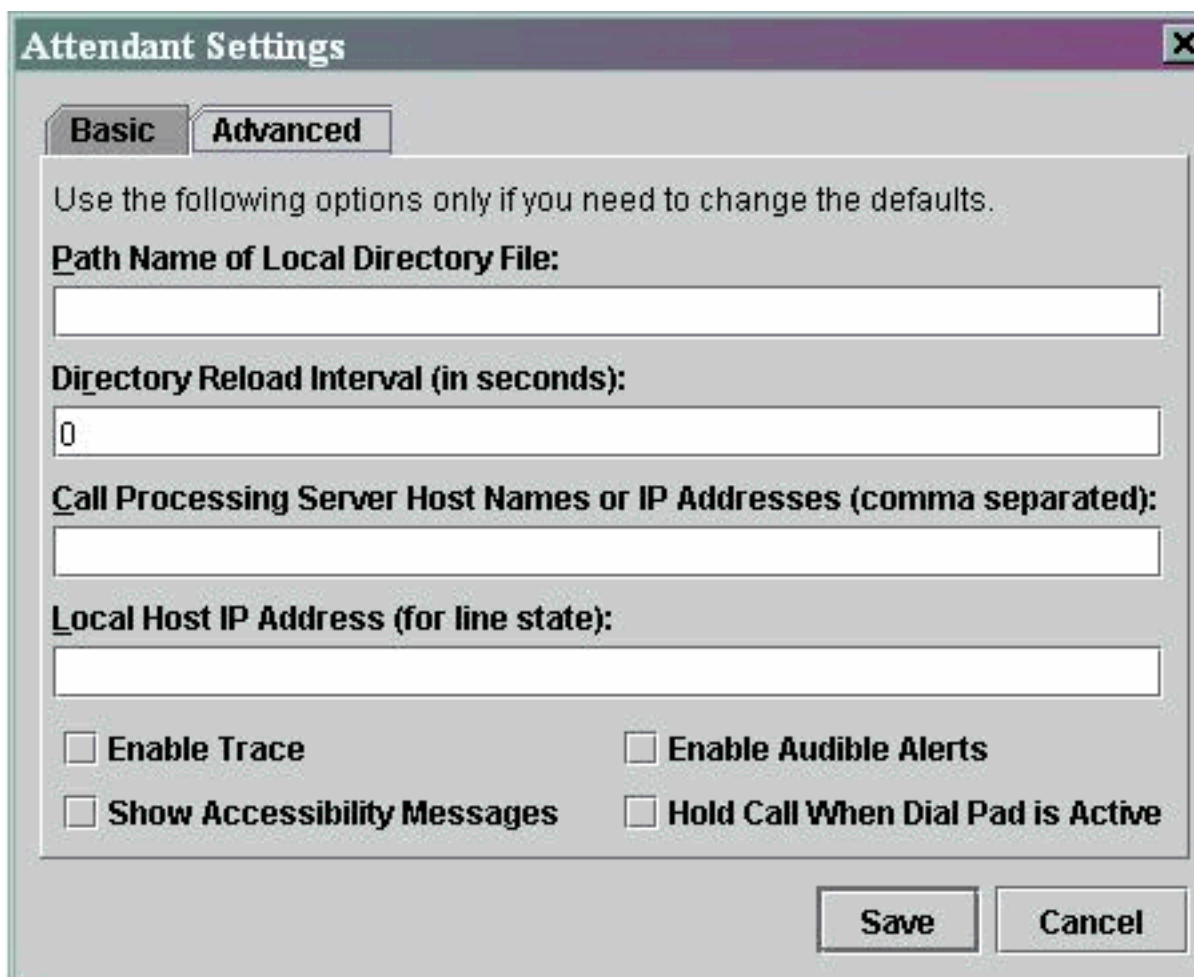 Attendant Settings
Basic
Advanced
Use the following options only if you need to change the defaults.
Path Name of Local Directory File:
Directory Reload Interval (in seconds):
0
Call Processing Server Host Names or IP Addresses (comma separated):
Local Host IP Address (for line state):
Enable Trace
Enable Audible Alerts
Show Accessibility Messages
Hold Call When Dial Pad is Active
Save
Cancel